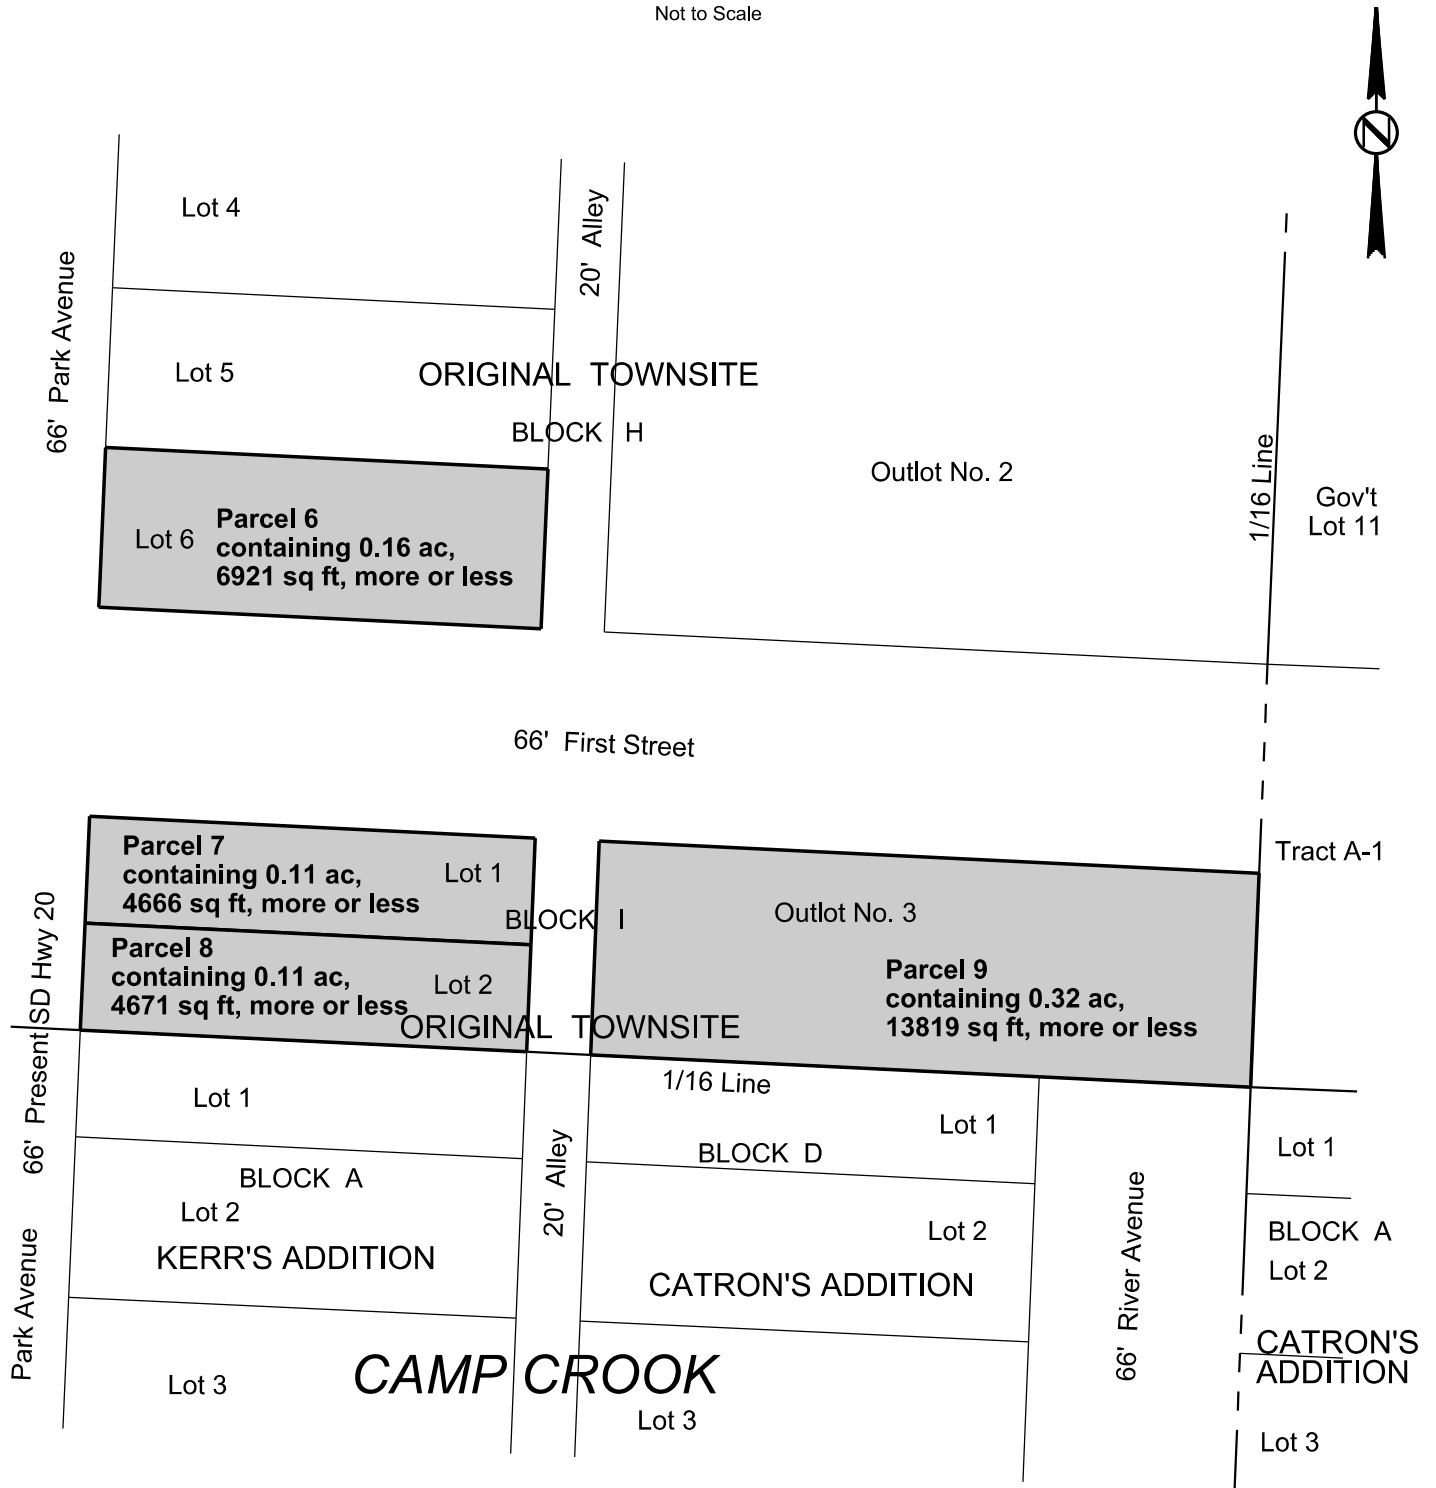 Not to Scale
N
Lot 4
20' Alley
66' Park Avenue
Lot 5
ORIGINAL TOWNSITE
BLOCK H
Outlot No. 2
1/16 Line
Gov't
Lot 11
Lot 6
Parcel 6
containing 0.16 ac,
6921 sq ft, more or less
66' First Street
Parcel 7
containing 0.11 ac,
4666 sq ft, more or less
Lot 1
Tract A-1
BLOCK I
Outlot No. 3
Parcel 8
containing 0.11 ac,
4671 sq ft, more or less
Lot 2
Parcel 9
containing 0.32 ac,
13819 sq ft, more or less
ORIGINAL TOWNSITE
66' Present SD Hwy 20
1/16 Line
Lot 1
Lot 1
Lot 1
BLOCK A
BLOCK D
20' Alley
Lot 2
Lot 2
66' River Avenue
BLOCK A
Lot 2
KERR'S ADDITION
CATRON'S ADDITION
Park Avenue
CATRON'S
ADDITION
CAMP CROOK
Lot 3
Lot 3
Lot 3